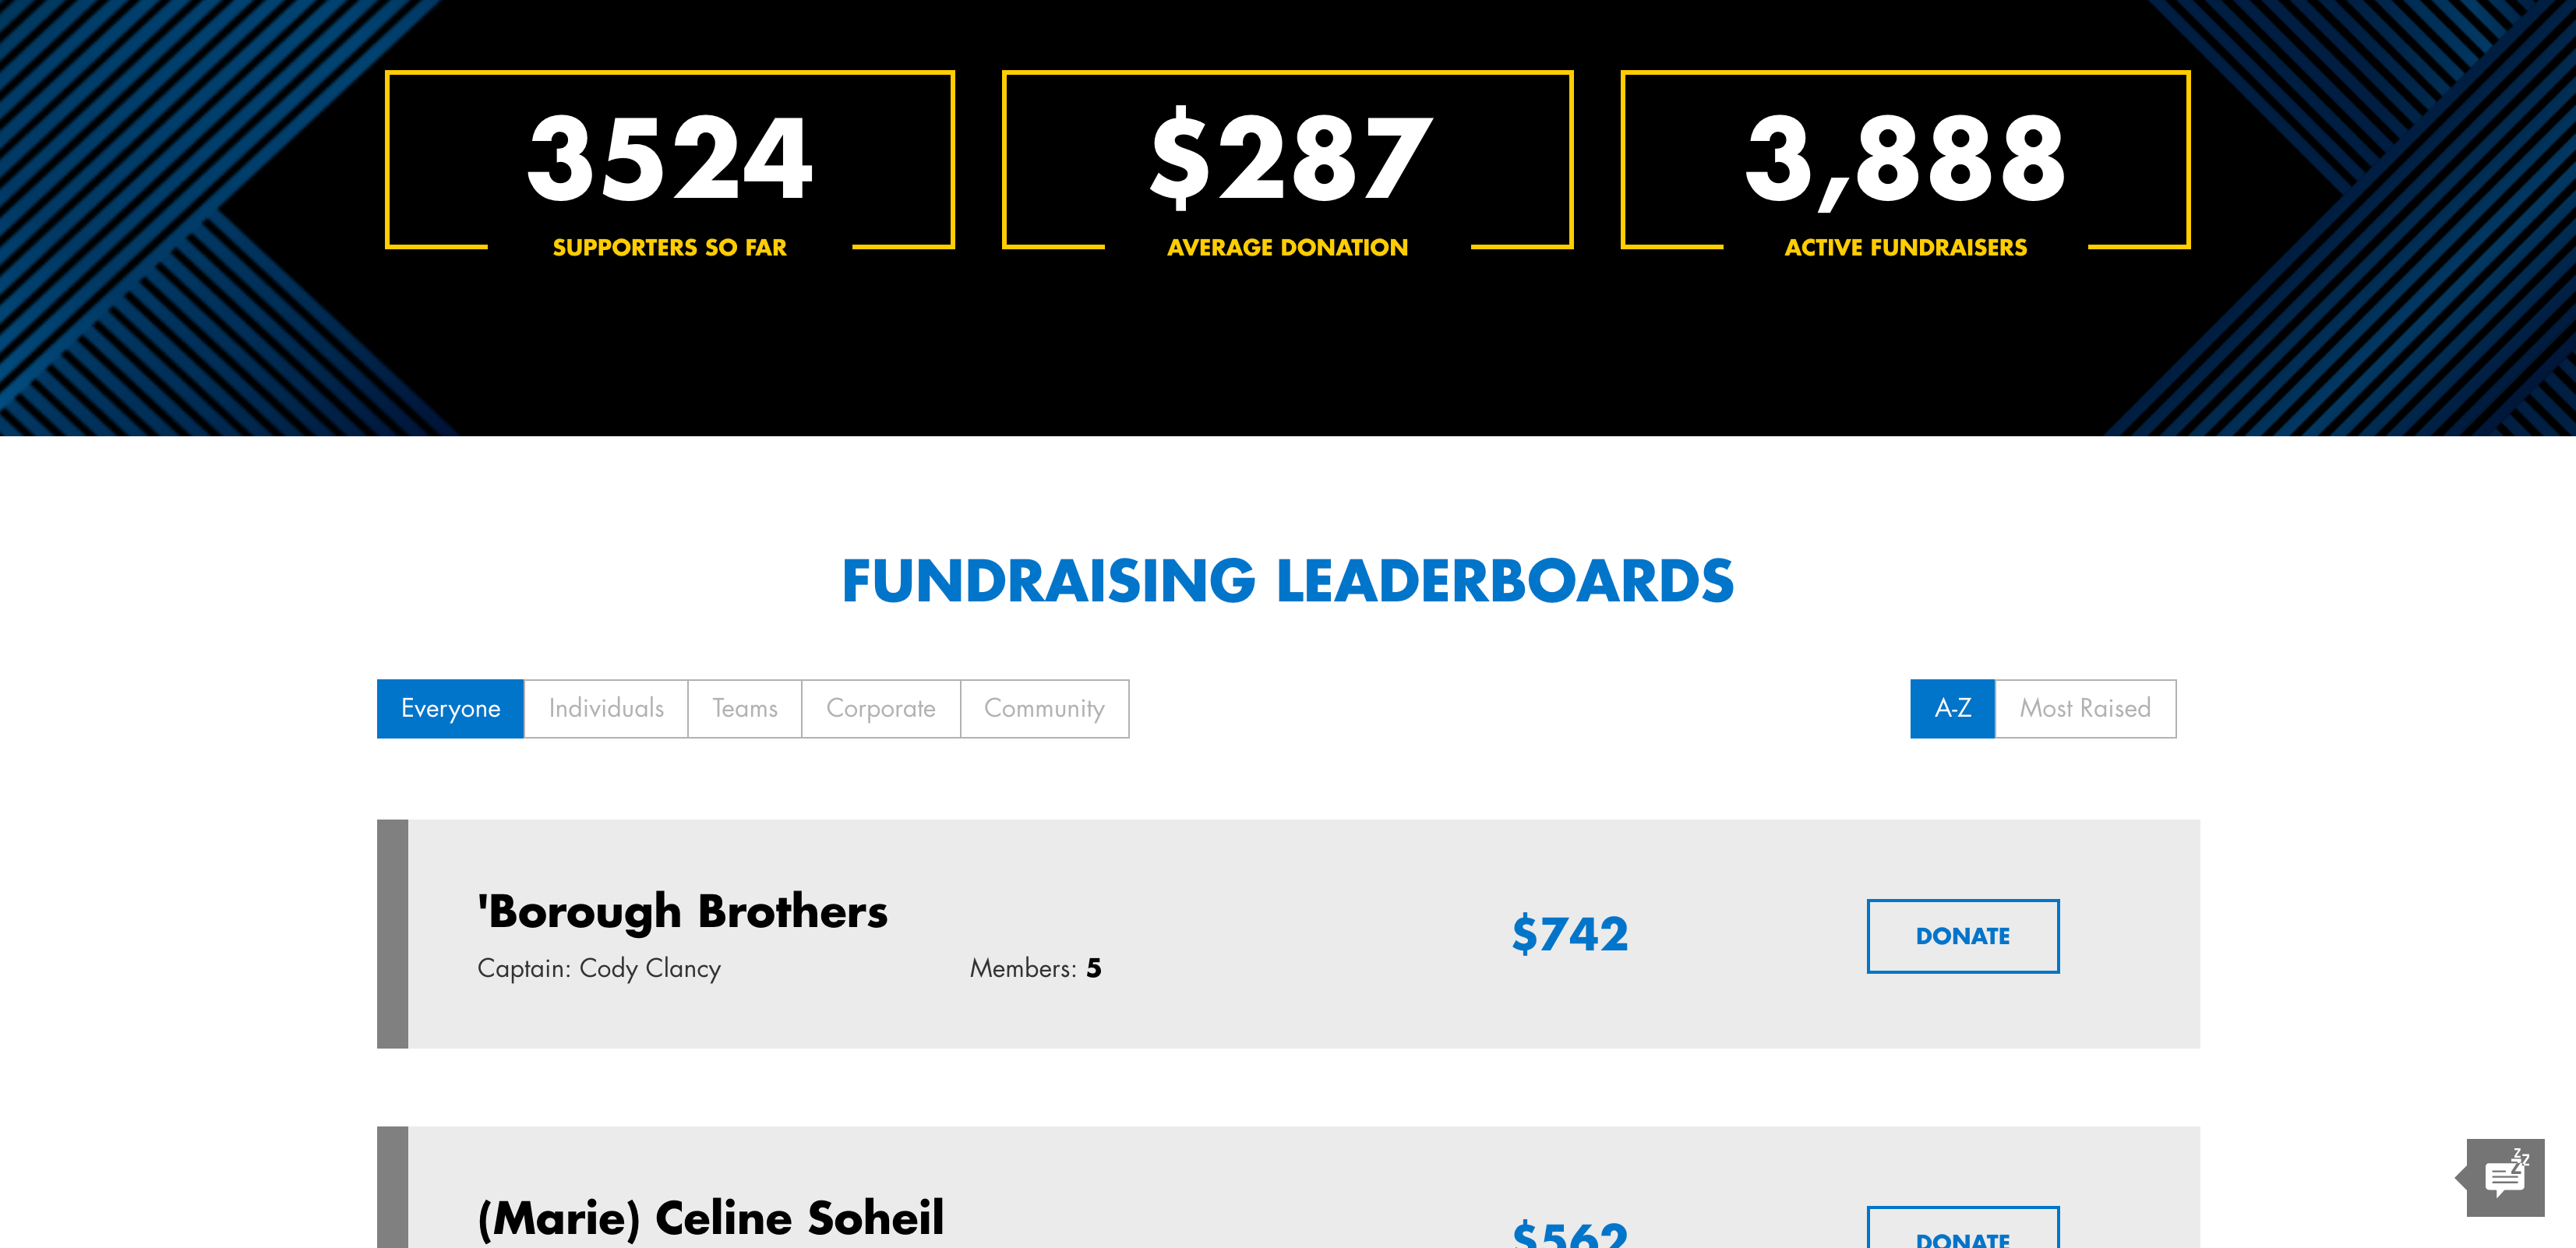 3524
SUPPORTERS SO FAR
$287
AVERAGE DONATION
3,888
ACTIVE FUNDRAISERS
FUNDRAISING LEADERBOARDS
Everyone
Individuals
Teams
Corporate
Community
A-Z
Most Raised
'Borough Brothers
Captain: Cody Clancy
Members: 5
$742
DONATE
(Marie) Celine Soheil
$562
DONATE
Z
Z
Z